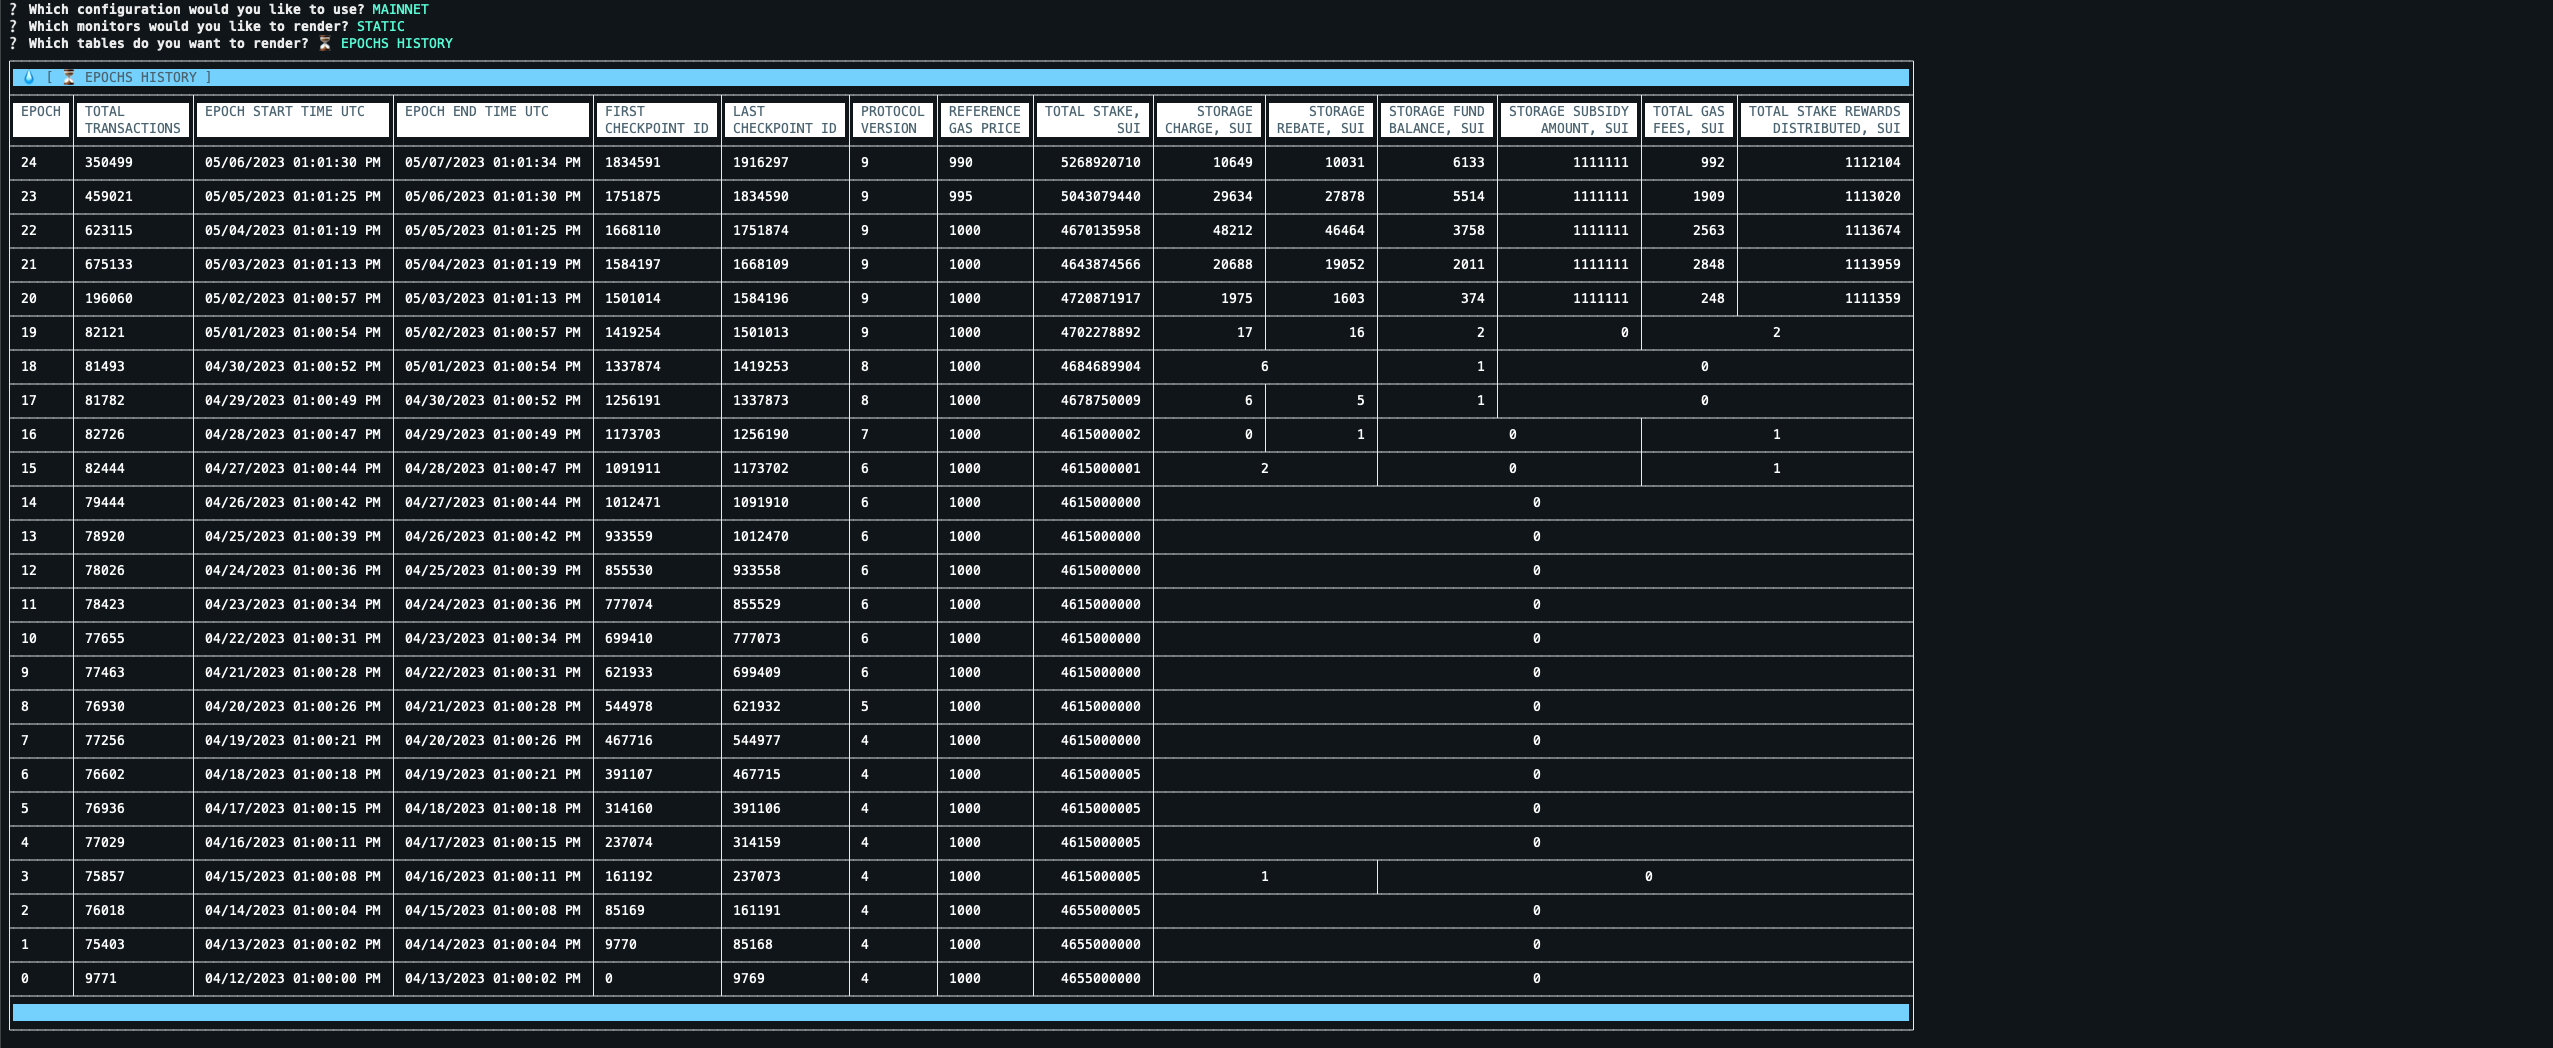 ? Which configuration would you like to use? MAINNET
? Which monitors would you like to render? STATIC
? Which tables do you want to render? ⏳ EPOCHS HISTORY
💧 [ ⏳ EPOCHS HISTORY ]
EPOCH TOTAL EPOCH START TIME UTC EPOCH END TIME UTC FIRST LAST PROTOCOL REFERENCE TOTAL STAKE, STORAGE STORAGE STORAGE FUND STORAGE SUBSIDY TOTAL GAS TOTAL STAKE REWARDS
TRANSACTIONS CHECKPOINT ID CHECKPOINT ID VERSION GAS PRICE SUI CHARGE, SUI REBATE, SUI BALANCE, SUI AMOUNT, SUI FEES, SUI DISTRIBUTED, SUI
24 350499 05/06/2023 01:01:30 PM 05/07/2023 01:01:34 PM 1834591 1916297 9 990 5268920710 10649 10031 6133 1111111 992 1112104
23 459021 05/05/2023 01:01:25 PM 05/06/2023 01:01:30 PM 1751875 1834590 9 995 5043079440 29634 27878 5514 1111111 1909 1113020
22 623115 05/04/2023 01:01:19 PM 05/05/2023 01:01:25 PM 1668110 1751874 9 1000 4670135958 48212 46464 3758 1111111 2563 1113674
21 675133 05/03/2023 01:01:13 PM 05/04/2023 01:01:19 PM 1584197 1668109 9 1000 4643874566 20688 19052 2011 1111111 2848 1113959
20 196060 05/02/2023 01:00:57 PM 05/03/2023 01:01:13 PM 1501014 1584196 9 1000 4720871917 1975 1603 374 1111111 248 1111359
19 82121 05/01/2023 01:00:54 PM 05/02/2023 01:00:57 PM 1419254 1501013 9 1000 4702278892 17 16 2 0 2
18 81493 04/30/2023 01:00:52 PM 05/01/2023 01:00:54 PM 1337874 1419253 8 1000 4684689904 6 1 0
17 81782 04/29/2023 01:00:49 PM 04/30/2023 01:00:52 PM 1256191 1337873 8 1000 4678750009 6 5 1 0
16 82726 04/28/2023 01:00:47 PM 04/29/2023 01:00:49 PM 1173703 1256190 7 1000 4615000002 0 1 0 1
15 82444 04/27/2023 01:00:44 PM 04/28/2023 01:00:47 PM 1091911 1173702 6 1000 4615000001 2 0 1
14 79444 04/26/2023 01:00:42 PM 04/27/2023 01:00:44 PM 1012471 1091910 6 1000 4615000000 0
13 78920 04/25/2023 01:00:39 PM 04/26/2023 01:00:42 PM 933559 1012470 6 1000 4615000000 0
12 78026 04/24/2023 01:00:36 PM 04/25/2023 01:00:39 PM 855530 933558 6 1000 4615000000 0
11 78423 04/23/2023 01:00:34 PM 04/24/2023 01:00:36 PM 777074 855529 6 1000 4615000000 0
10 77655 04/22/2023 01:00:31 PM 04/23/2023 01:00:34 PM 699410 777073 6 1000 4615000000 0
9 77463 04/21/2023 01:00:28 PM 04/22/2023 01:00:31 PM 621933 699409 6 1000 4615000000 0
8 76930 04/20/2023 01:00:26 PM 04/21/2023 01:00:28 PM 544978 621932 5 1000 4615000000 0
7 77256 04/19/2023 01:00:21 PM 04/20/2023 01:00:26 PM 467716 544977 4 1000 4615000000 0
6 76602 04/18/2023 01:00:18 PM 04/19/2023 01:00:21 PM 391107 467715 4 1000 4615000005 0
5 76936 04/17/2023 01:00:15 PM 04/18/2023 01:00:18 PM 314160 391106 4 1000 4615000005 0
4 77029 04/16/2023 01:00:11 PM 04/17/2023 01:00:15 PM 237074 314159 4 1000 4615000005 0
3 75857 04/15/2023 01:00:08 PM 04/16/2023 01:00:11 PM 161192 237073 4 1000 4615000005 1 0
2 76018 04/14/2023 01:00:04 PM 04/15/2023 01:00:08 PM 85169 161191 4 1000 4655000005 0
1 75403 04/13/2023 01:00:02 PM 04/14/2023 01:00:04 PM 9770 85168 4 1000 4655000000 0
0 9771 04/12/2023 01:00:00 PM 04/13/2023 01:00:02 PM 0 9769 4 1000 4655000000 0